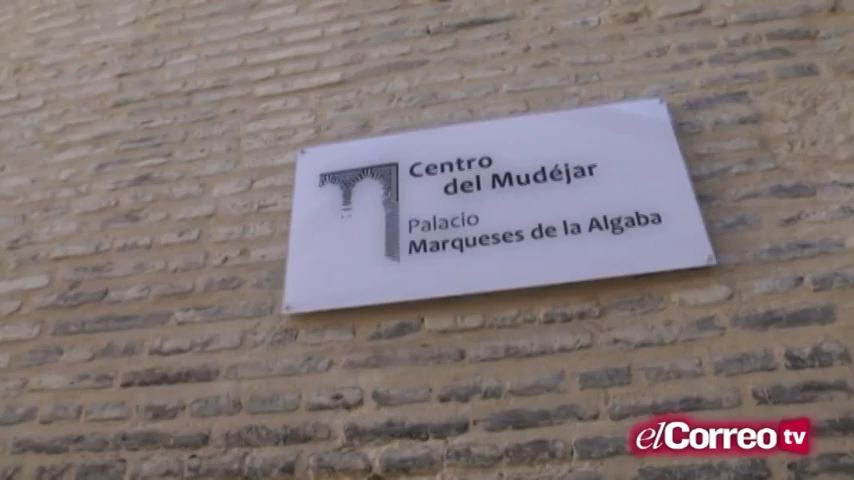 Centro
del Mudéjar
Palacio
Marqueses de la Algaba
elCorreo tv